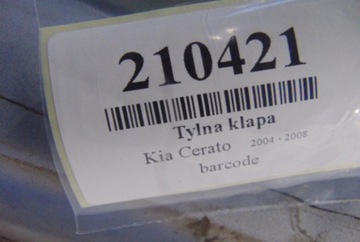 210421
Tylna klapa
Kia Cerato 2004 - 2008
barcode